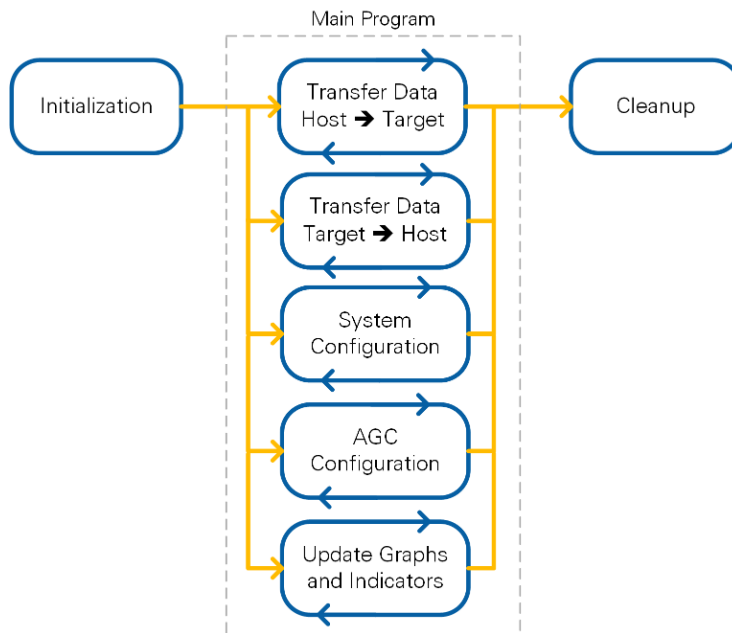 Main Program
Initialization
Transfer Data
Host ➔ Target
Cleanup
Transfer Data
Target ➔ Host
System
Configuration
AGC
Configuration
Update Graphs
and Indicators